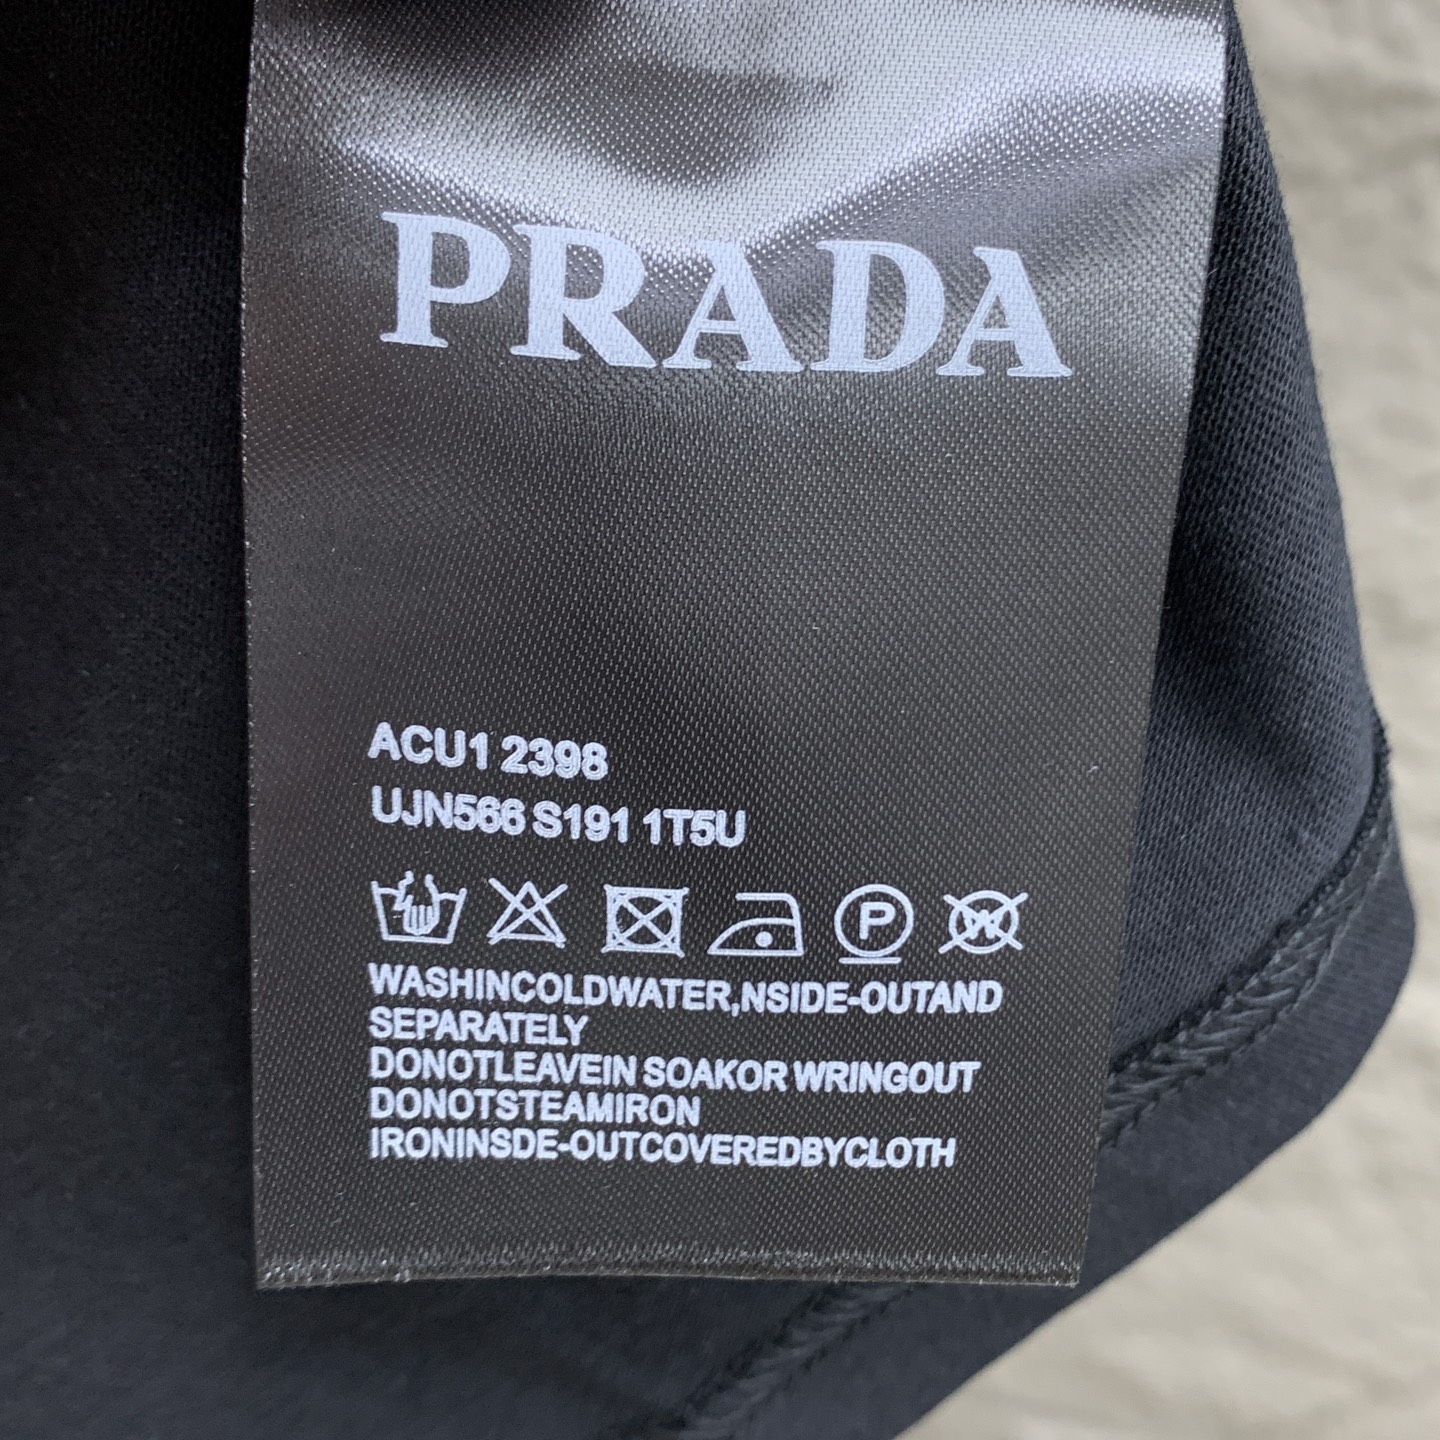 PRADA
ACU1 2398
UJN566 S191 1T5U
P
W
WASHINCOLDWATER,NSIDE-OUTAND
SEPARATELY
DONOTLEAVEIN SOAKOR WRINGOUT
DONOTSTEAMIRON
IRONINSDE-OUTCOVEREDBYCLOTH